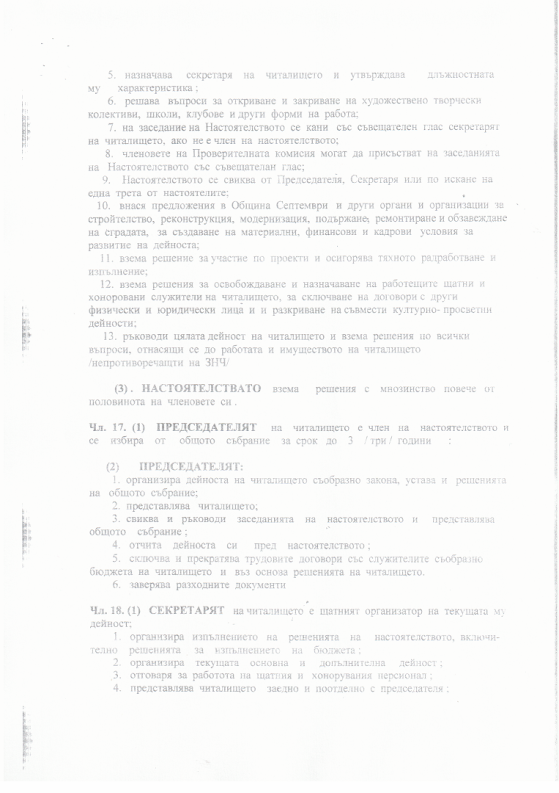 5. назначава секретаря на читалището и утвърждава длъжностната
му характеристика ;
6. решава въпроси за откриване и закриване на художествено творчески
колективи, школи, клубове и други форми на работа;
7. на заседание на Настоятелството се кани със съвещателен глас секретарят
на читалището, ако не е член на настоятелството;
8. членовете на Проверителната комисия могат да присъстват на заседанията
на Настоятелството със съвещателан глас;
9. Настоятелството се свиква от Председателя, Секретаря или по искане на
една трета от настоятелите;
10. внася предложения в Община Септември и други органи и организации за
стройтелство, реконструкция, модернизация, подържаие, ремонтиране и обзавеждане
на сградата, за създаване на материални, финансови и кадрови условия за
развитие на дейноста;
11. взема решение за участие по проекти и осигорява тяхното разработване и
изпълнение;
12. взема решения за освобождаване и назначаване на работещите щатни и
хоноровани служители на читалището, за сключване на договори с други
физически и юридически лица и и разкриване на съвместни културно- просветни
дейности;
13. ръководи цялата дейност на читалището и взема решения по всички
въпроси, отнасящи се до работата и имуществото на читалището
/непротиворечащти на ЗНЧ/
(3) . НАСТОЯТЕЛСТВАТО взема решения с мнозинство повече от
половинота на членовете си .
Чл. 17. (1) ПРЕДСЕДАТЕЛЯТ на читалището е член на настоятелството и
се избира от общото събрание за срок до 3 / три / години :
(2) ПРЕДСЕДАТЕЛЯТ:
1. организира дейноста на читалището съобразно закона, устава и решенията
на общото събрание;
2. представлява читалището;
3. свиква и ръководи заседанията на настоятелството и представлява
общото събрание ;
4. отчита дейноста си пред настоятелството ;
5. сключва и прекратява трудовите договори със служителите съобразно
бюджета на читалището и въз основа решенията на читалището.
6. заверява разходните документи
Чл. 18. (1) СЕКРЕТАРЯТ на читалището е щатният организатор на текущата му
дейност;
1. организира изпълнението на решенията на настоятелството, включи-
телно решенията за изпълнението на бюджета ;
2. организира текущата основна и допълнителна дейност ;
3. отговаря за работота на щатния и хонорувания персионал ;
4. представлява читалището заедно и поотделно с председателя ;